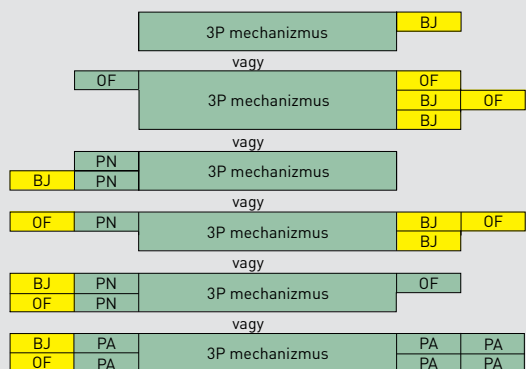 3P mechanizmus BJ
vagy
OF 3P mechanizmus OF
BJ OF
BJ
vagy
PN 3P mechanizmus
BJ PN
vagy
OF PN 3P mechanizmus BJ OF
BJ
vagy
BJ PN 3P mechanizmus OF
OF PN
vagy
BJ PA 3P mechanizmus PA PA
OF PA PA PA